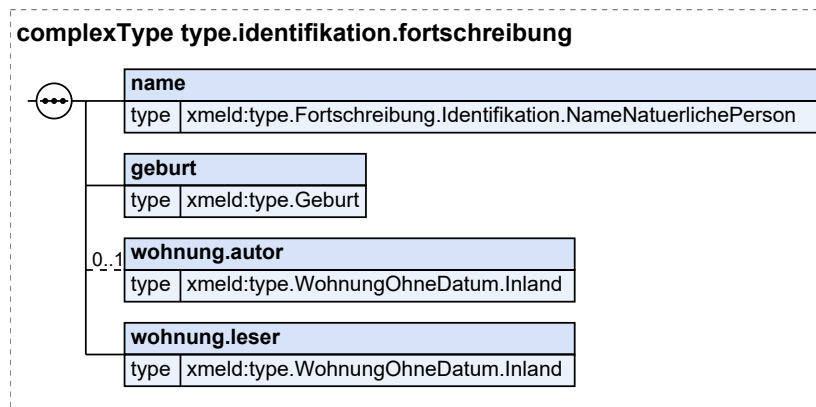 complexType type.identifikation.fortschreibung
name
type xmeld:type.Fortschreibung.Identifikation.NameNatuerlichePerson
geburt
type xmeld:type.Geburt
0..1
wohnung.autor
type xmeld:type.WohnungOhneDatum.Inland
wohnung.leser
type xmeld:type.WohnungOhneDatum.Inland